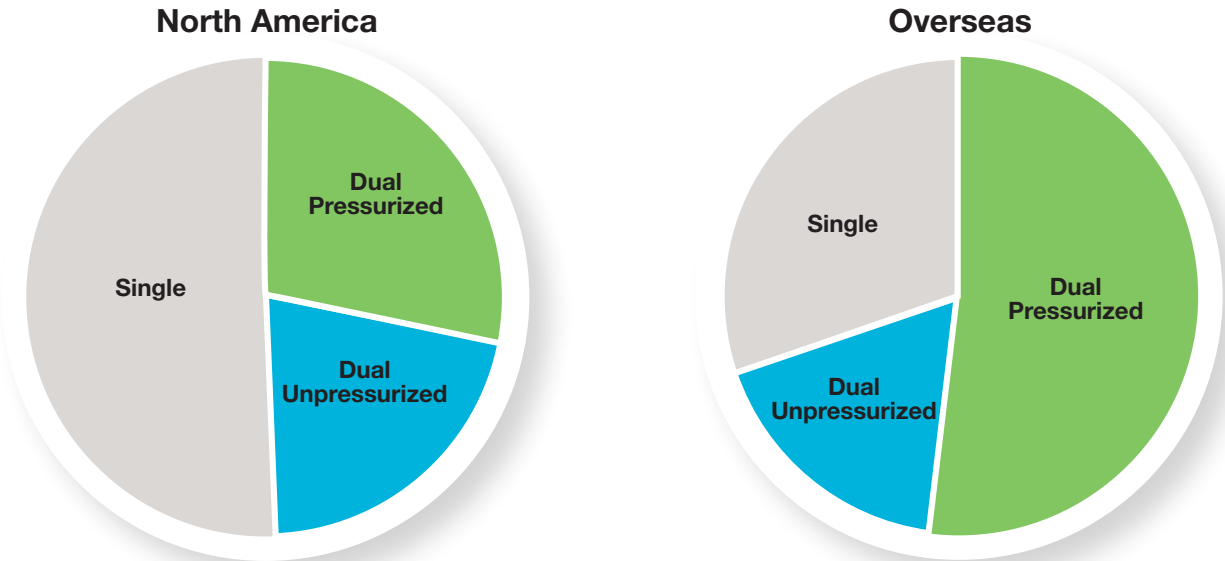 North America
Dual
Pressurized
Single
Dual
Unpressurized
Overseas
Single
Dual
Pressurized
Dual
Unpressurized